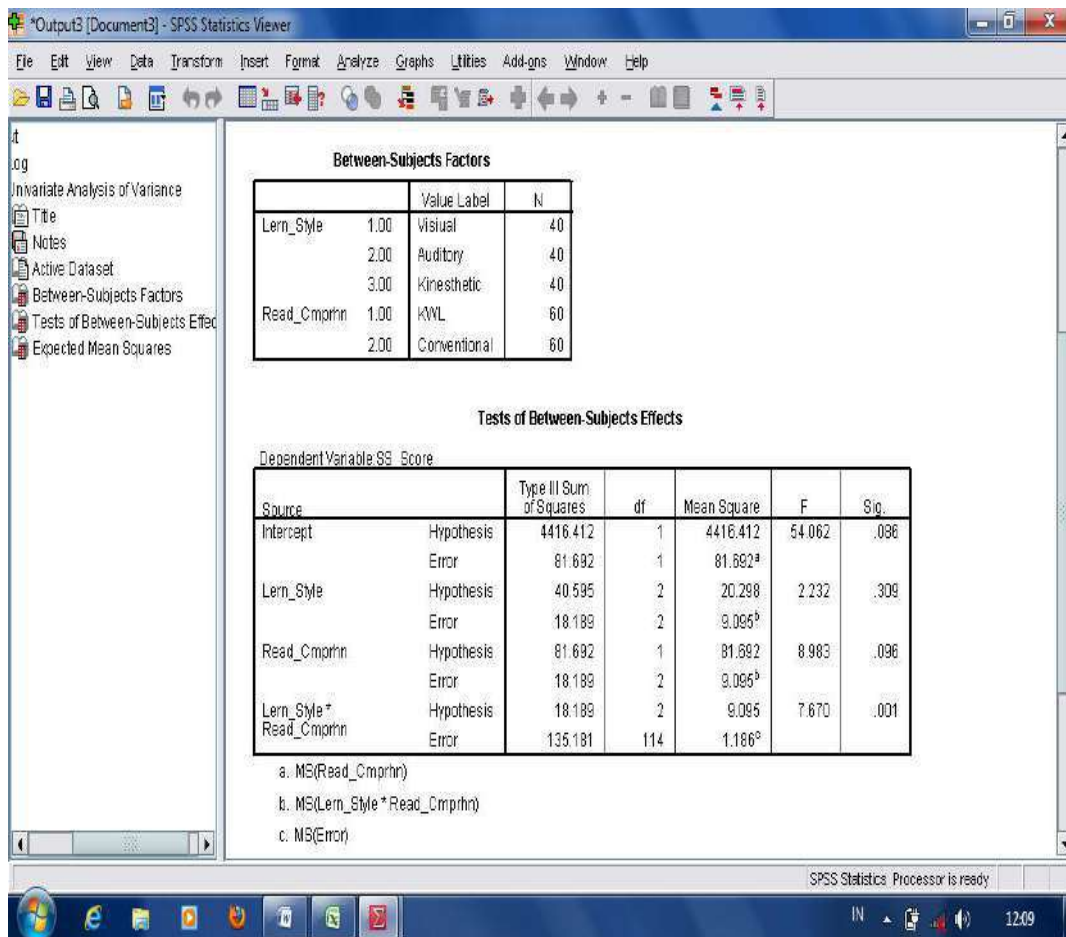 *Output3 [Document3] - SPSS Statistics Viewer
File Edit View Data Transform Insert Format Analyze Graphs Utilities Add-ons Window Help
t
og
nivariate Analysis of Variance
Title
Notes
Active Dataset
Between-Subjects Factors
Tests of Between-Subjects Effec
Expected Mean Squares
Between-Subjects Factors
Value Label N
Lern_Style 1.00 Visiual 40
2.00 Auditory 40
3.00 Kinesthetic 40
Read_Cmprhn 1.00 KWL 60
2.00 Conventional 60
Tests of Between-Subjects Effects
Dependent Variable:SS_Score
Source Type III Sum of Squares df Mean Square F Sig.
Intercept Hypothesis 4416.412 1 4416.412 54.062 .086
Error 81.692 1 81.692a
Lern_Style Hypothesis 40.595 2 20.298 2.232 .309
Error 18.189 2 9.095b
Read_Cmprhn Hypothesis 81.692 1 81.692 8.983 .096
Error 18.189 2 9.095b
Lern_Style * Read_Cmprhn Hypothesis 18.189 2 9.095 7.670 .001
Error 135.181 114 1.186c
a. MS(Read_Cmprhn)
b. MS(Lern_Style * Read_Cmprhn)
c. MS(Error)
SPSS Statistics Processor is ready
IN 12:09